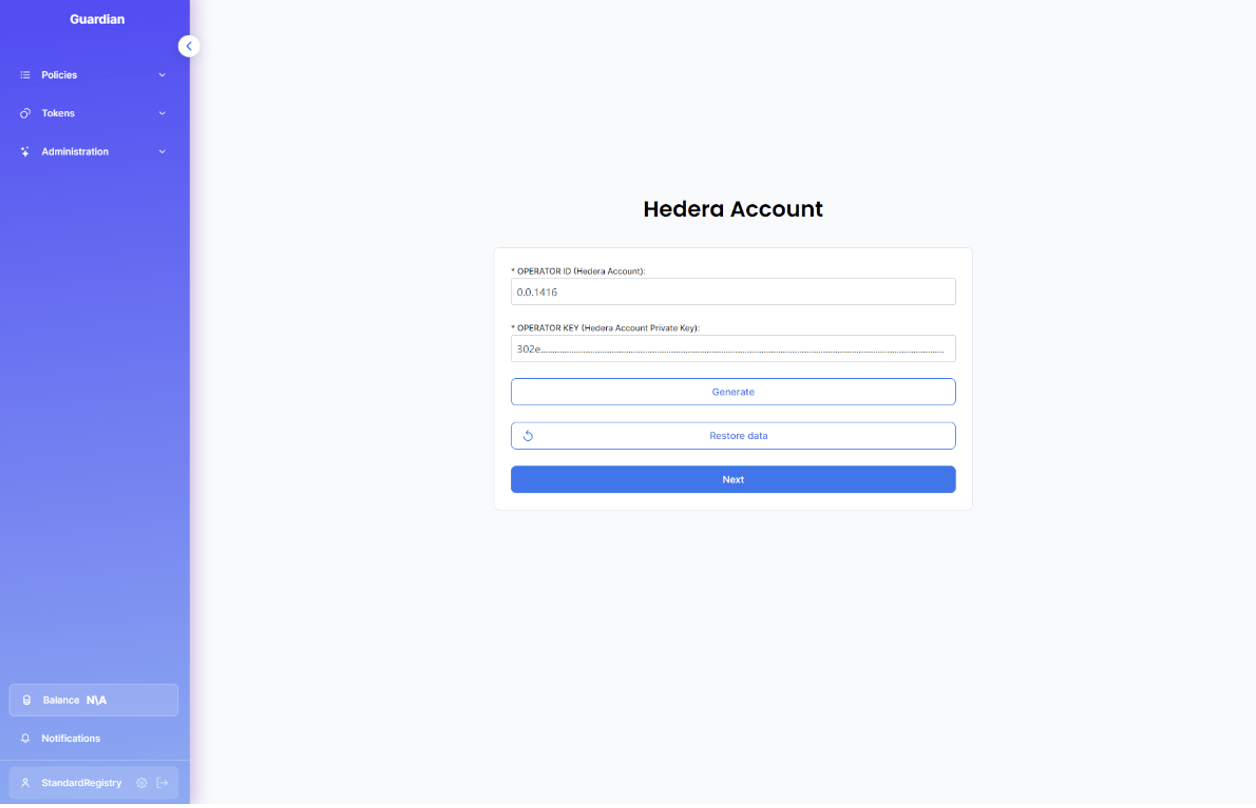 Guardian
Policies
Tokens
Administration
Hedera Account
* OPERATOR ID (Hedera Account):
0.0.1416
* OPERATOR KEY (Hedera Account Private Key):
302e................................................................................................................................................
Generate
Restore data
Next
Balance N\A
Notifications
StandardRegistry